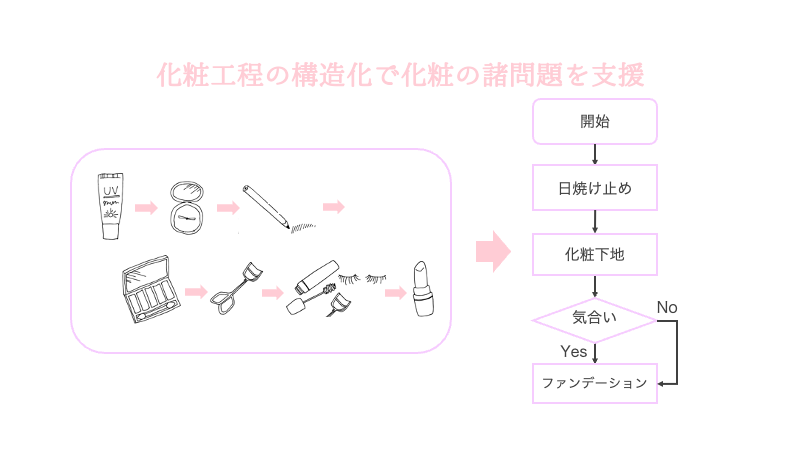 化粧工程の構造化で化粧の諸問題を支援
UV
開始
日焼け止め
化粧下地
気合い
No
Yes
ファンデーション